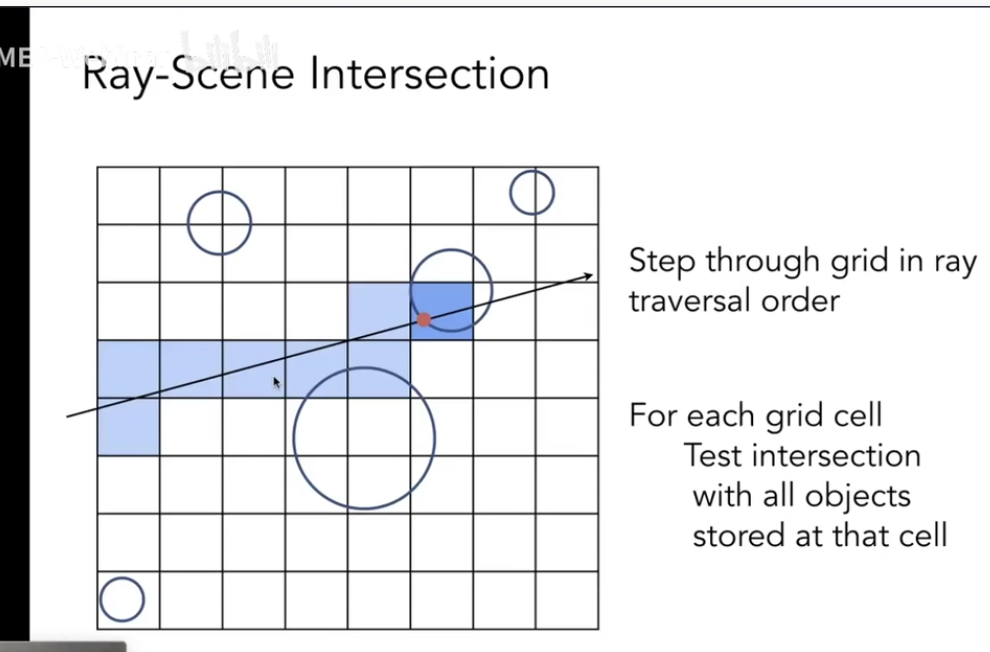 Ray-Scene Intersection
Step through grid in ray
traversal order
For each grid cell
Test intersection
with all objects
stored at that cell